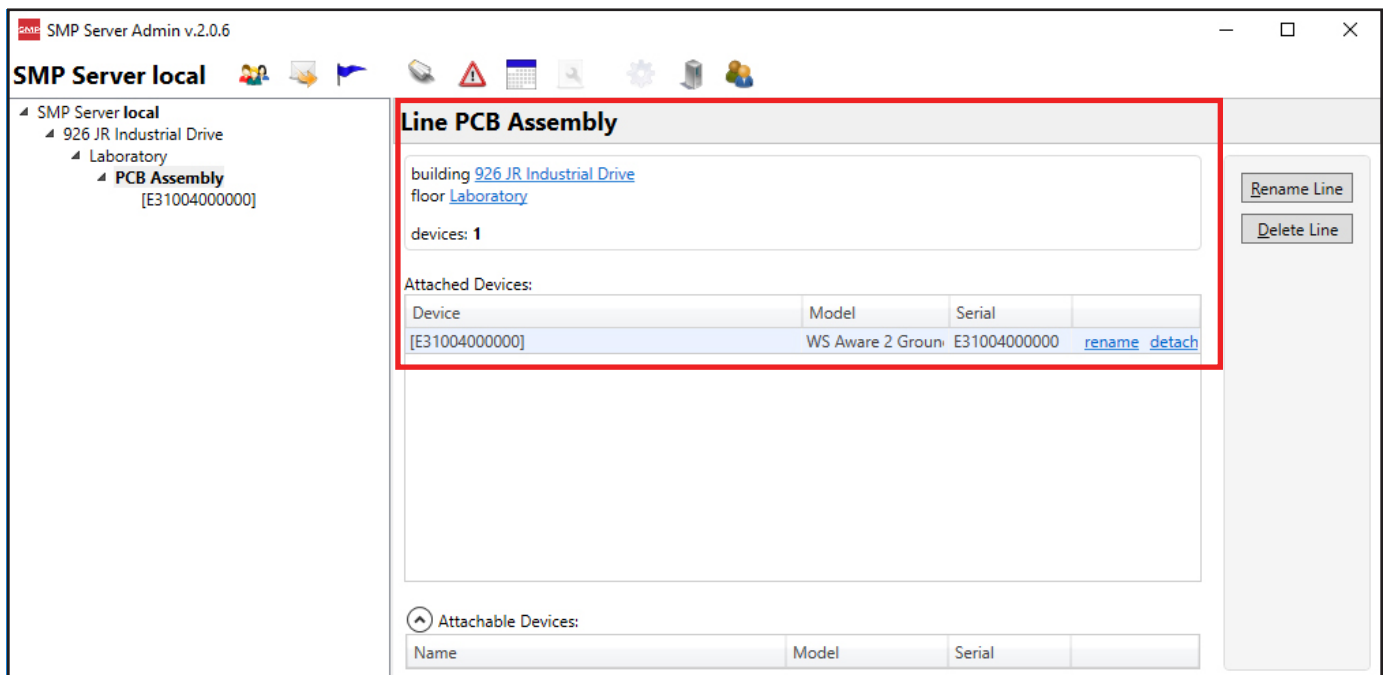 SMP SMP Server Admin v.2.0.6
SMP Server local
SMP Server local
926 JR Industrial Drive
Laboratory
PCB Assembly
[E31004000000]
Line PCB Assembly
building 926 JR Industrial Drive
floor Laboratory
devices: 1
Rename Line
Delete Line
Attached Devices:
Device Model Serial
[E31004000000] WS Aware 2 Groun E31004000000 rename detach
Attachable Devices:
Name Model Serial